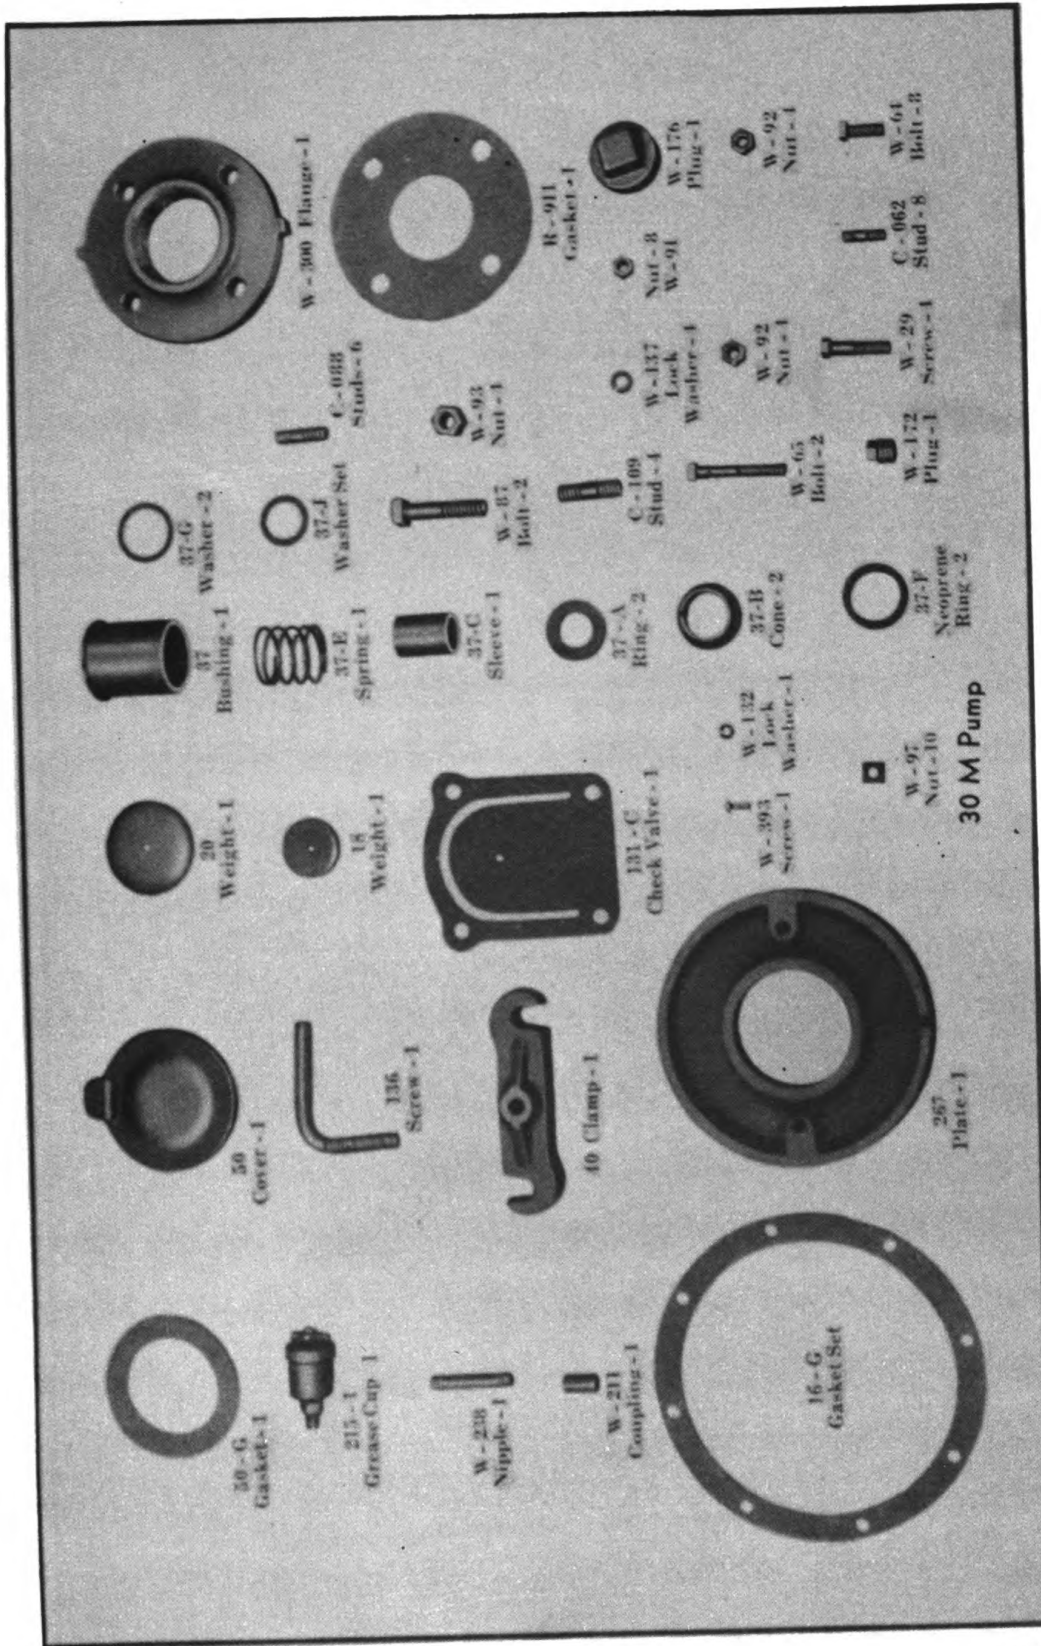 50-G
Gasket-1
50
Cover-1
20
Weight-1
37
Bushing-1
37-G
Washer-2
215-1
Grease Cup 1
136
Screw-1
18
Weight-1
37-E
Spring-1
37-J
Washer Set
C-088
Studs-6
W-300 Flange-1
W-238
Nipple-1
40 Clamp-1
131-C
Check Valve-1
37-C
Sleeve-1
W-87
Bolt-2
W-93
Nut-1
R-911
Gasket-1
W-211
Coupling-1
37-A
Ring-2
C-109
Stud-4
W-137
Lock
Washer-4
Nut-8
W-91
W-176
Plug-1
16-G
Gasket Set
267
Plate-1
W-393
Screw-1
W-132
Lock
Washer-1
37-B
Cone-2
W-65
Bolt-2
W-92
Nut-4
W-92
Nut-4
W-97
Nut-10
37-F
Neoprene
Ring-2
W-172
Plug-1
W-29
Screw-4
C-062
Stud-8
W-64
Bolt-8
30 M Pump